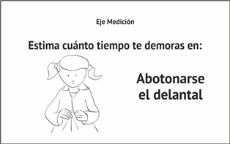 Eje Medición
Estima cuánto tiempo te demoras en:
Abotonarse
el delantal